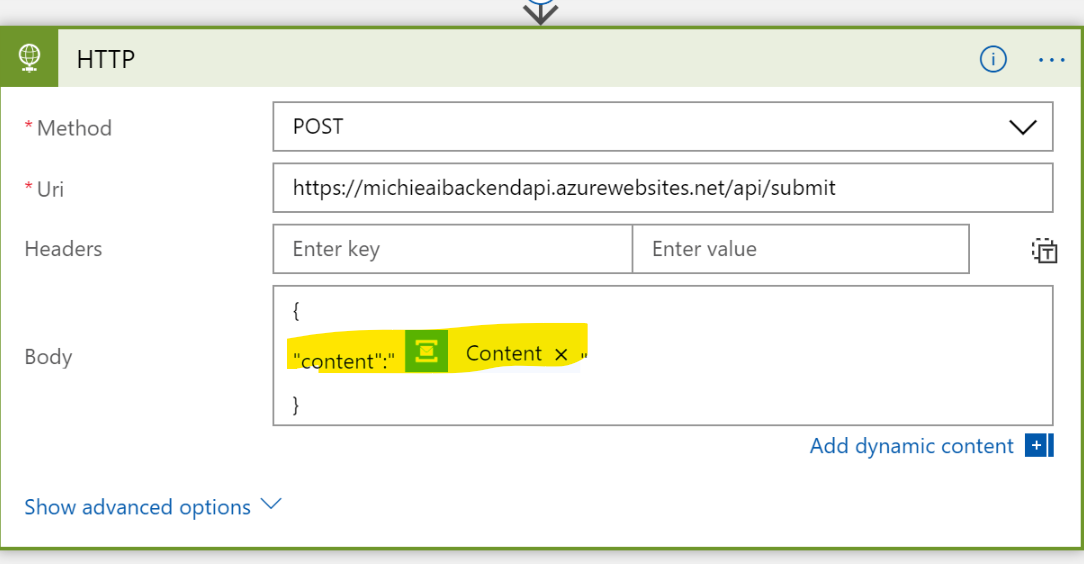 HTTP
* Method
POST
* Uri
https://michieaibackendapi.azurewebsites.net/api/submit
Headers
Enter key
Enter value
Body
{
"content":" Content × "
}
Add dynamic content
Show advanced options